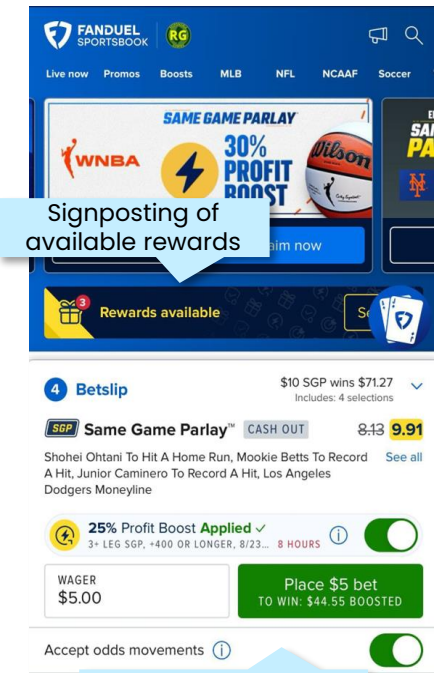 FANDUEL
SPORTSBOOK
RG
Live now Promos Boosts MLB NFL NCAAF Soccer
SAME GAME PARLAY
WNBA
30%
PROFIT
BOOST
Wilson
Signposting of
available rewards
now
3
Rewards available
4 Betslip
$10 SGP wins $71.27
Includes: 4 selections
SGP Same Game Parlay™ CASH OUT 8.13 9.91
Shohei Ohtani To Hit A Home Run, Mookie Betts To Record See all
A Hit, Junior Caminero To Record A Hit, Los Angeles
Dodgers Moneyline
25% Profit Boost Applied ✓
3+ LEG SGP, +400 OR LONGER, 8/23... 8 HOURS
WAGER
$5.00
Place $5 bet
TO WIN: $44.55 BOOSTED
Accept odds movements